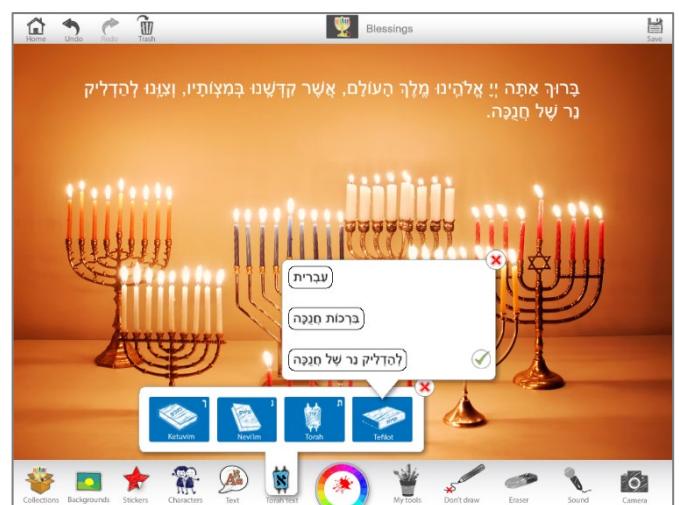 Home Undo Redo Trash Blessings Save
בָּרוּךְ אַתָּה יְיָ אֱלֹהֵינוּ מֶלֶךְ הָעוֹלָם, אֲשֶׁר קִדְּשָׁנוּ בְּמִצְוֹתָיו, וְצִוָּנוּ לְהַדְלִיק
נֵר שֶׁל חֲנֻכָּה.
עִבְרִית
בִּרְכוֹת חֲנֻכָּה
לְהַדְלִיק נֵר שֶׁל חֲנֻכָּה
ך נ ת
Ketuvim Nevi'im Torah Tefilot
Collections Backgrounds Stickers Characters Text Torah text My tools Don't draw Eraser Sound Camera